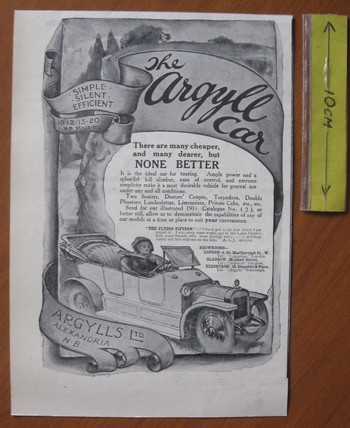 The
Argyll
Car
SIMPLE
SILENT
EFFICIENT
10·12·15·20
H.P. Models
There are many cheaper,
and many dearer, but
NONE BETTER
It is the ideal car for touring. Ample power and a
splendid hill climber, ease of control, and extreme
simplicity make it a most desirable vehicle for general use
under any and all conditions.
Two Seaters, Doctors' Coupés, Torpedoes, Double
Phaetons, Landaulettes, Limousines, Private Cabs, etc., etc.
Send for our Illustrated 1911 Catalogue No.
better still, allow us to demonstrate the capabilities of any of
our models at a time or place to suit your convenience.
"THE FLYING FIFTEEN
SHOWROOMS—
LONDON
GLASGOW
EDINBURGH
ARGYLLS LTD.
ALEXANDRIA
N·B
10CM